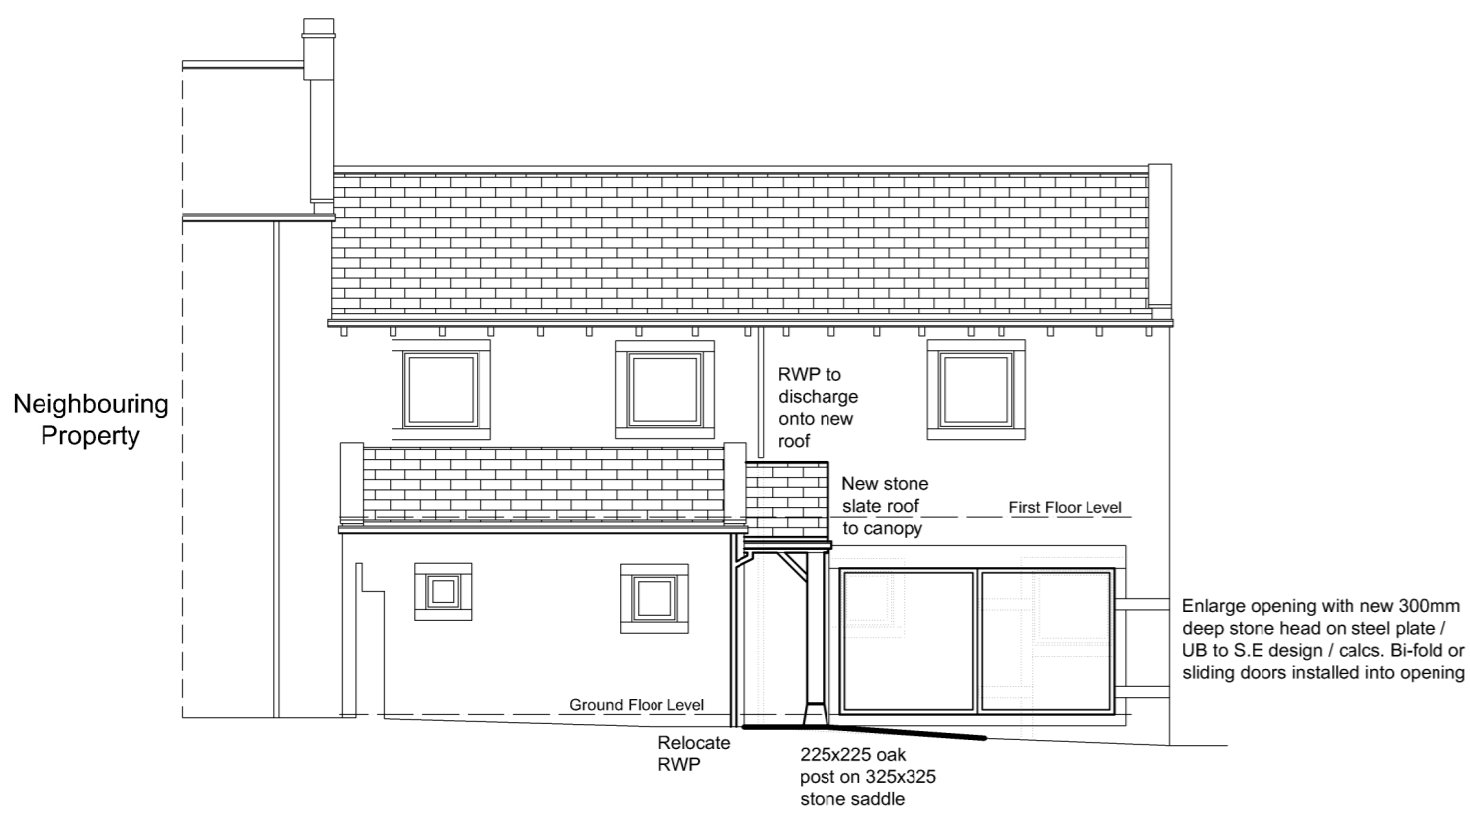 Neighbouring
Property
RWP to
discharge
onto new
roof
New stone
slate roof
to canopy
First Floor Level
Enlarge opening with new 300mm
deep stone head on steel plate /
UB to S.E design / calcs. Bi-fold or
sliding doors installed into opening
Ground Floor Level
Relocate
RWP
225x225 oak
post on 325x325
stone saddle